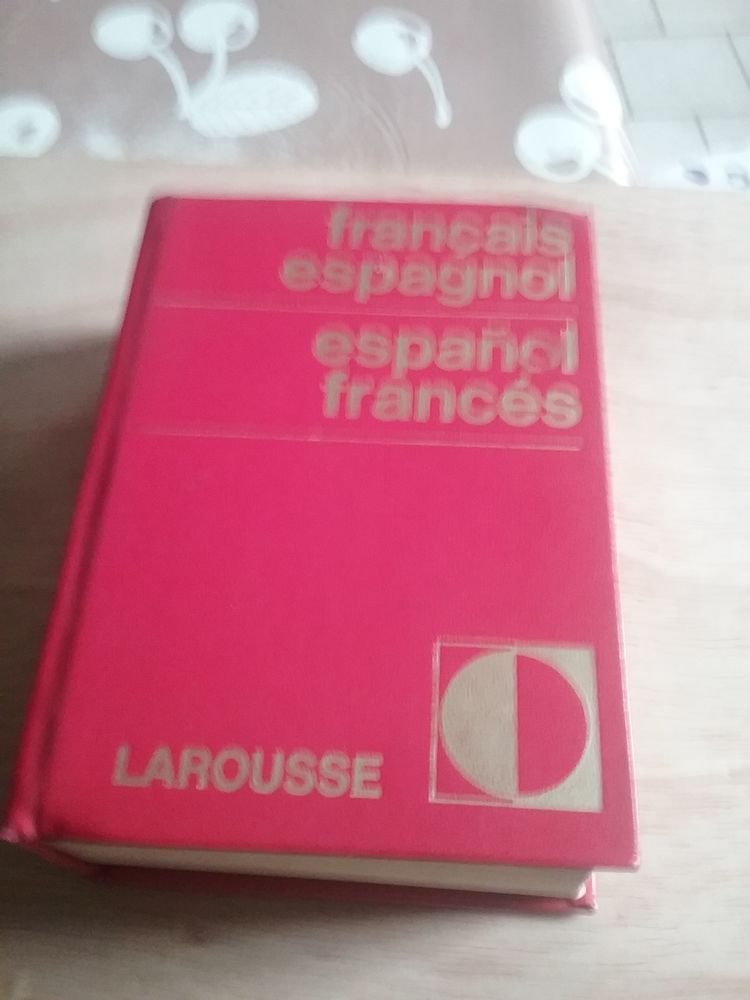 français
espagnol
español
francés
LAROUSSE